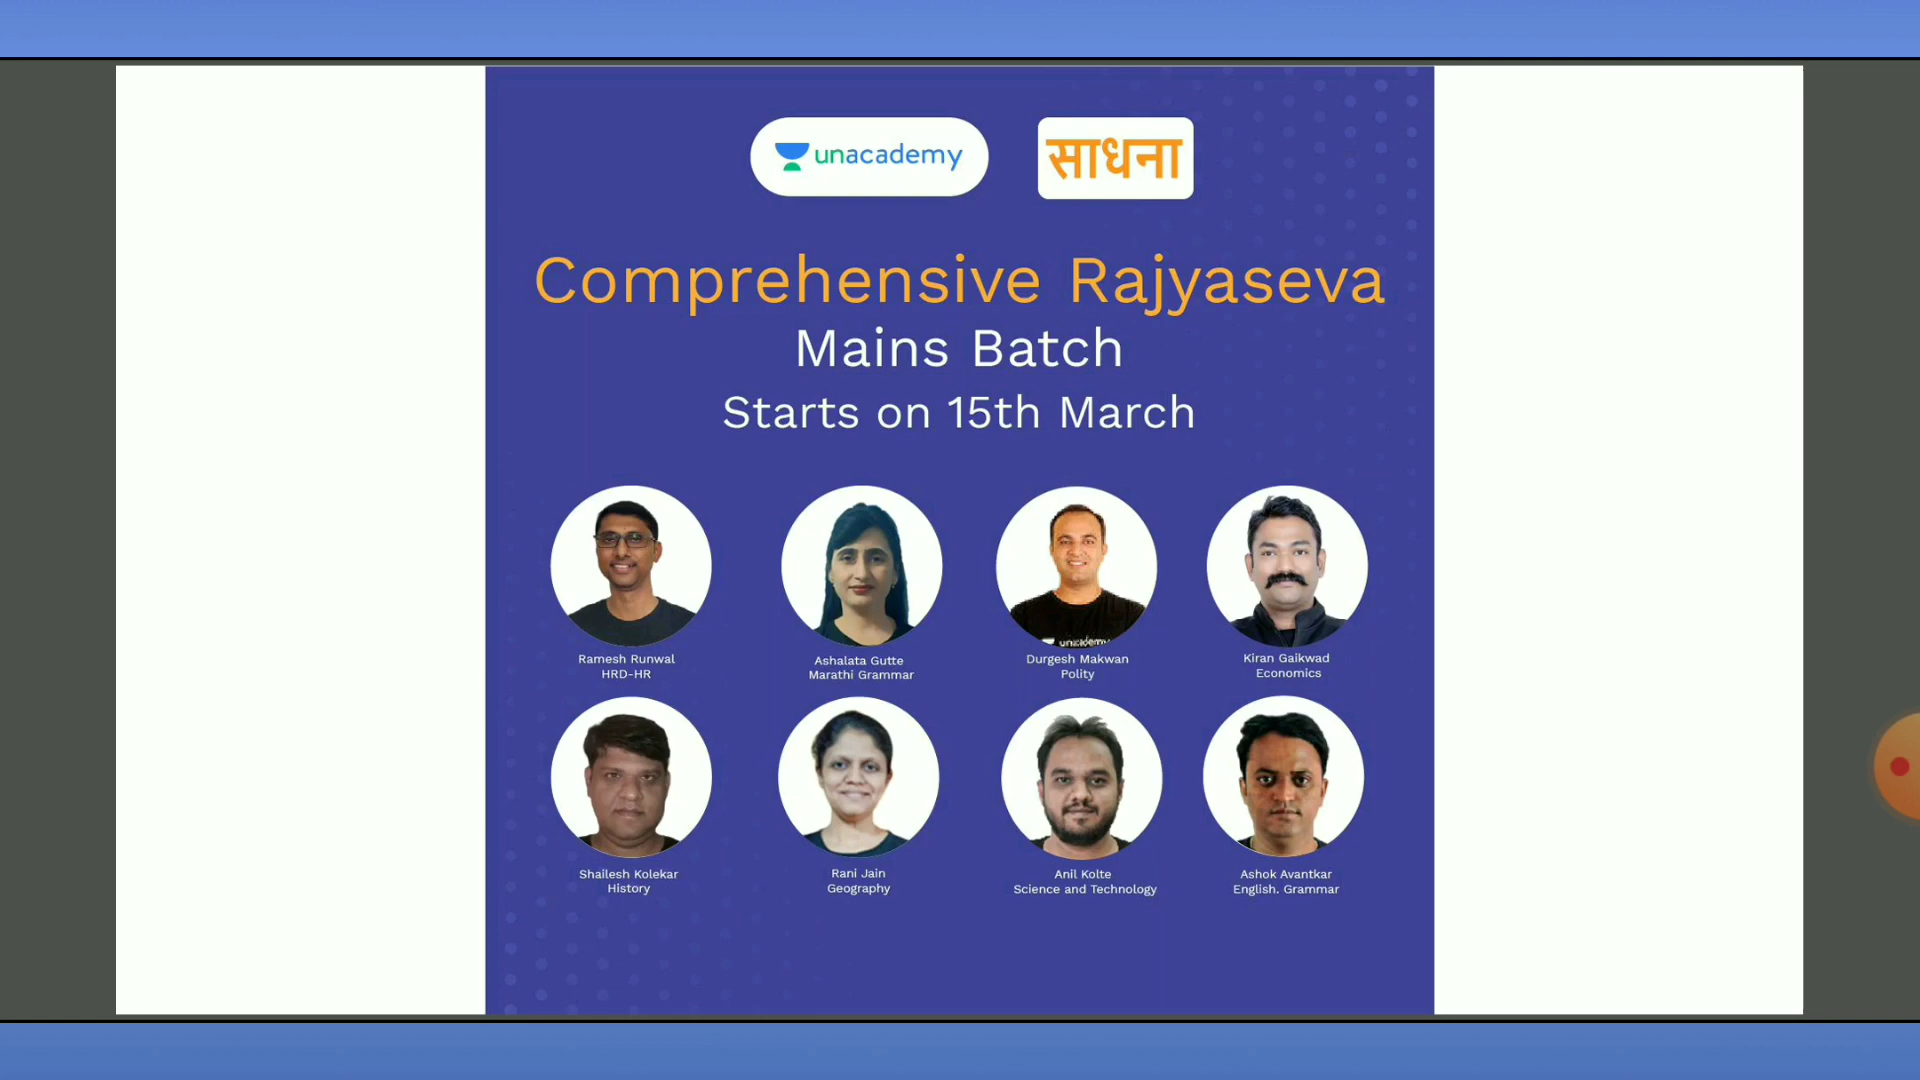 unacademy
साधना
Comprehensive Rajyaseva
Mains Batch
Starts on 15th March
Ramesh Runwal
HRD-HR
Ashalata Gutte
Marathi Grammar
Durgesh Makwan
Polity
Kiran Gaikwad
Economics
unacademy
Shailesh Kolekar
History
Rani Jain
Geography
Anil Kolte
Science and Technology
Ashok Avantkar
English. Grammar